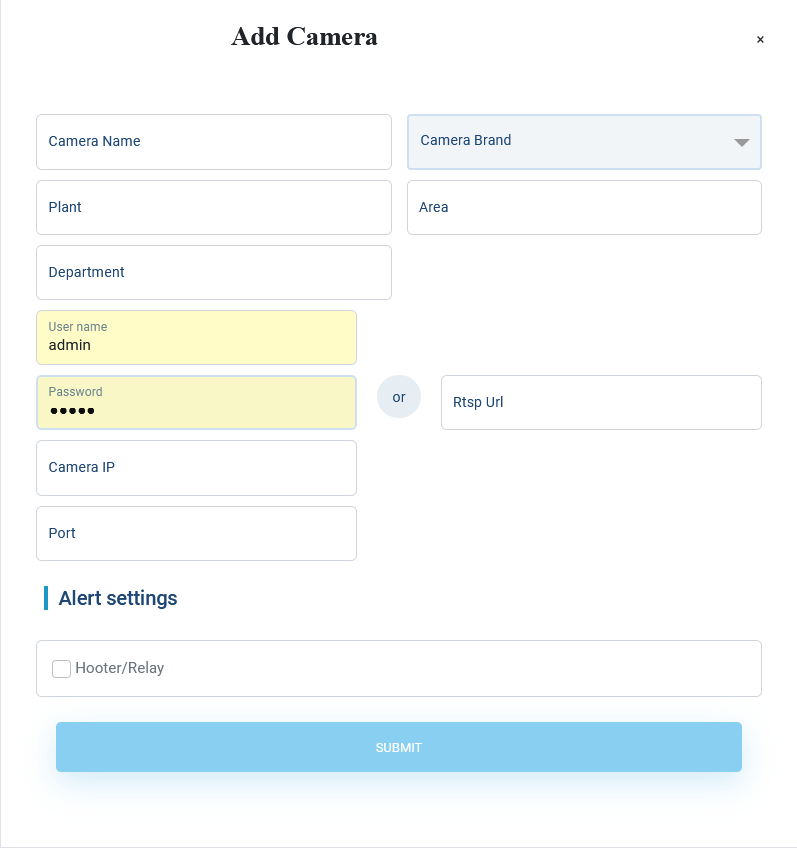 Add Camera
×
Camera Name
Camera Brand
Plant
Area
Department
User name
admin
Password
●●●●●
or
Rtsp Url
Camera IP
Port
Alert settings
Hooter/Relay
SUBMIT